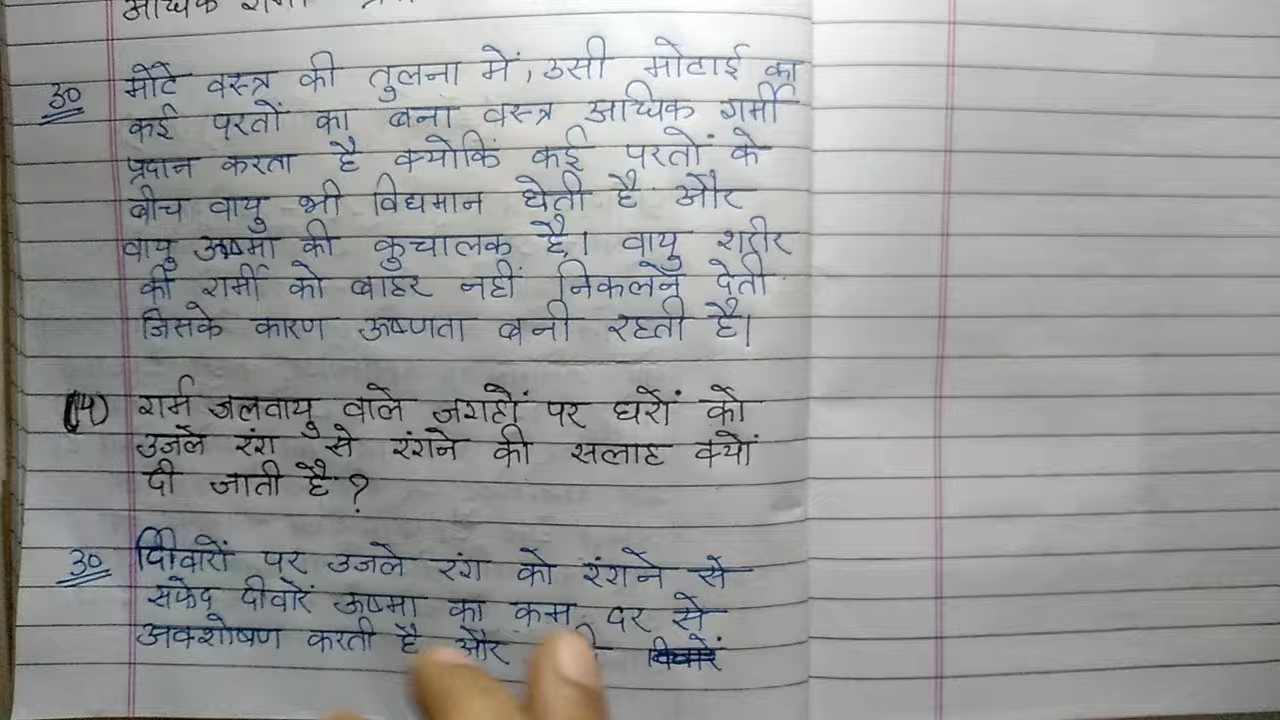 उ० मोटे वस्त्र की तुलना में, उसी मोटाई का
कई परतों का बना वस्त्र अधिक गर्मी
प्रदान करता है क्योकिं कई परतों के
बीच वायु भी विद्यमान होती है और
वायु ऊष्मा की कुचालक है। वायु शरीर
की गर्मी को बाहर नहीं निकलने देती
जिसके कारण ऊष्णता बनी रहती है।
(14) गर्म जलवायु वाले जगहों पर घरों को
उजले रंग से रंगने की सलाह क्यों
दी जाती है ?
उ० दिीवारों पर उजले रंग को रंगने से
सफेद दीवारें ऊष्मा का कम दर से
अवशोषण करती है और